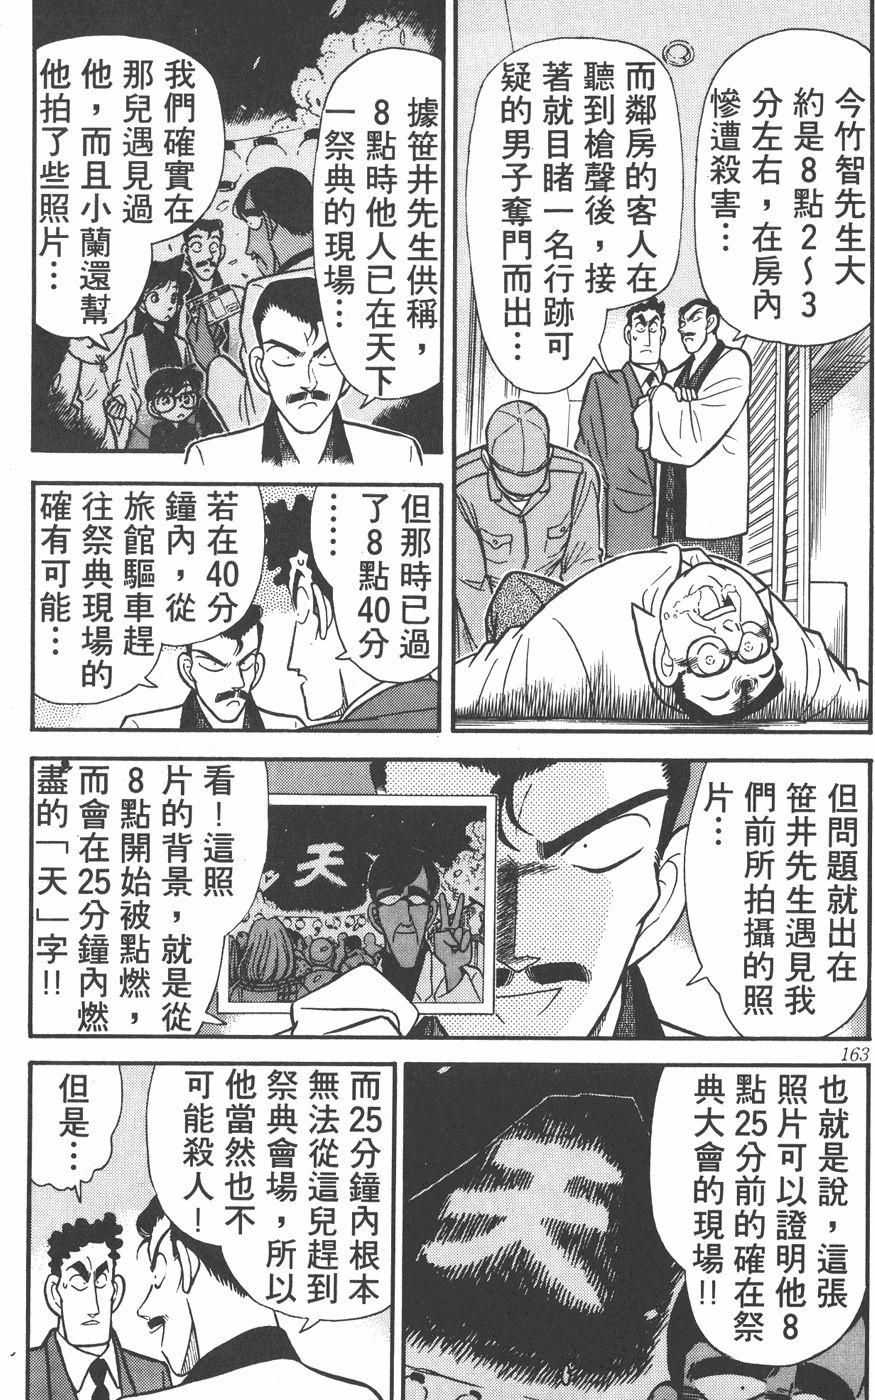 今竹智先生大
約是8點2～3
分左右，在房內
慘遭殺害…
而鄰房的客人在
聽到槍聲後，接
著就目睹一名行跡可
疑的男子奪門而出…
據笹井先生供稱，
8點時他人已在天下
一祭典的現場…
我們確實在
那兒遇見過
他，而且小蘭還幫
他拍了些照片…
但那時已過
了8點40分
……
若在40分
鐘內，從
旅館驅車趕
往祭典現場的
確有可能…
但問題就出在
笹井先生遇見我
們前所拍攝的照
片…
天
看！這照
片的背景，就是從
8點開始被點燃，
而會在25分鐘內燃
盡的「天」字!!
163
也就是說，這張
照片可以證明他8
點25分前的確在祭
典大會的現場!!
天
而25分鐘內根本
無法從這兒趕到
祭典會場，所以
他當然也不
可能殺人！
但是…